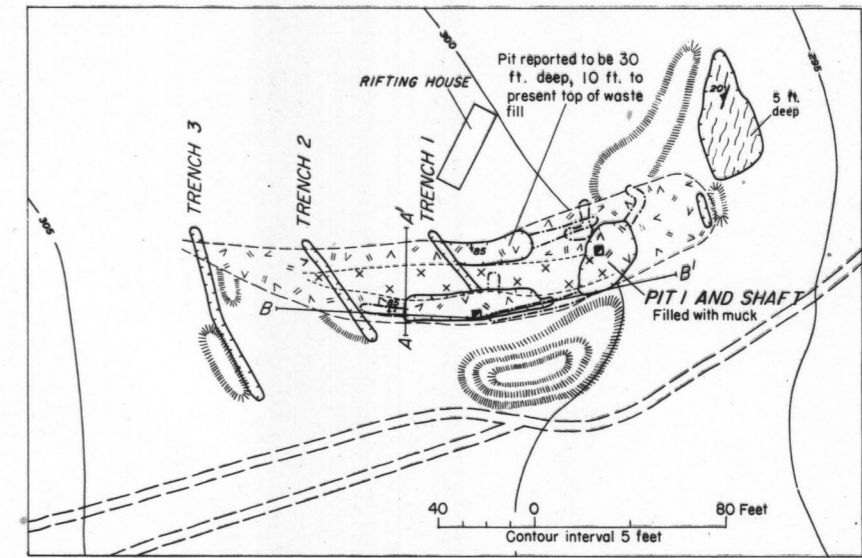 300
295
Pit reported to be 30
ft. deep, 10 ft. to
present top of waste
fill
RIFTING HOUSE
20
5 ft.
deep
TRENCH 3
TRENCH 2
A'
TRENCH 1
305
85
B'
PIT I AND SHAFT
Filled with muck
B
85
A
40 0 80 Feet
Contour interval 5 feet